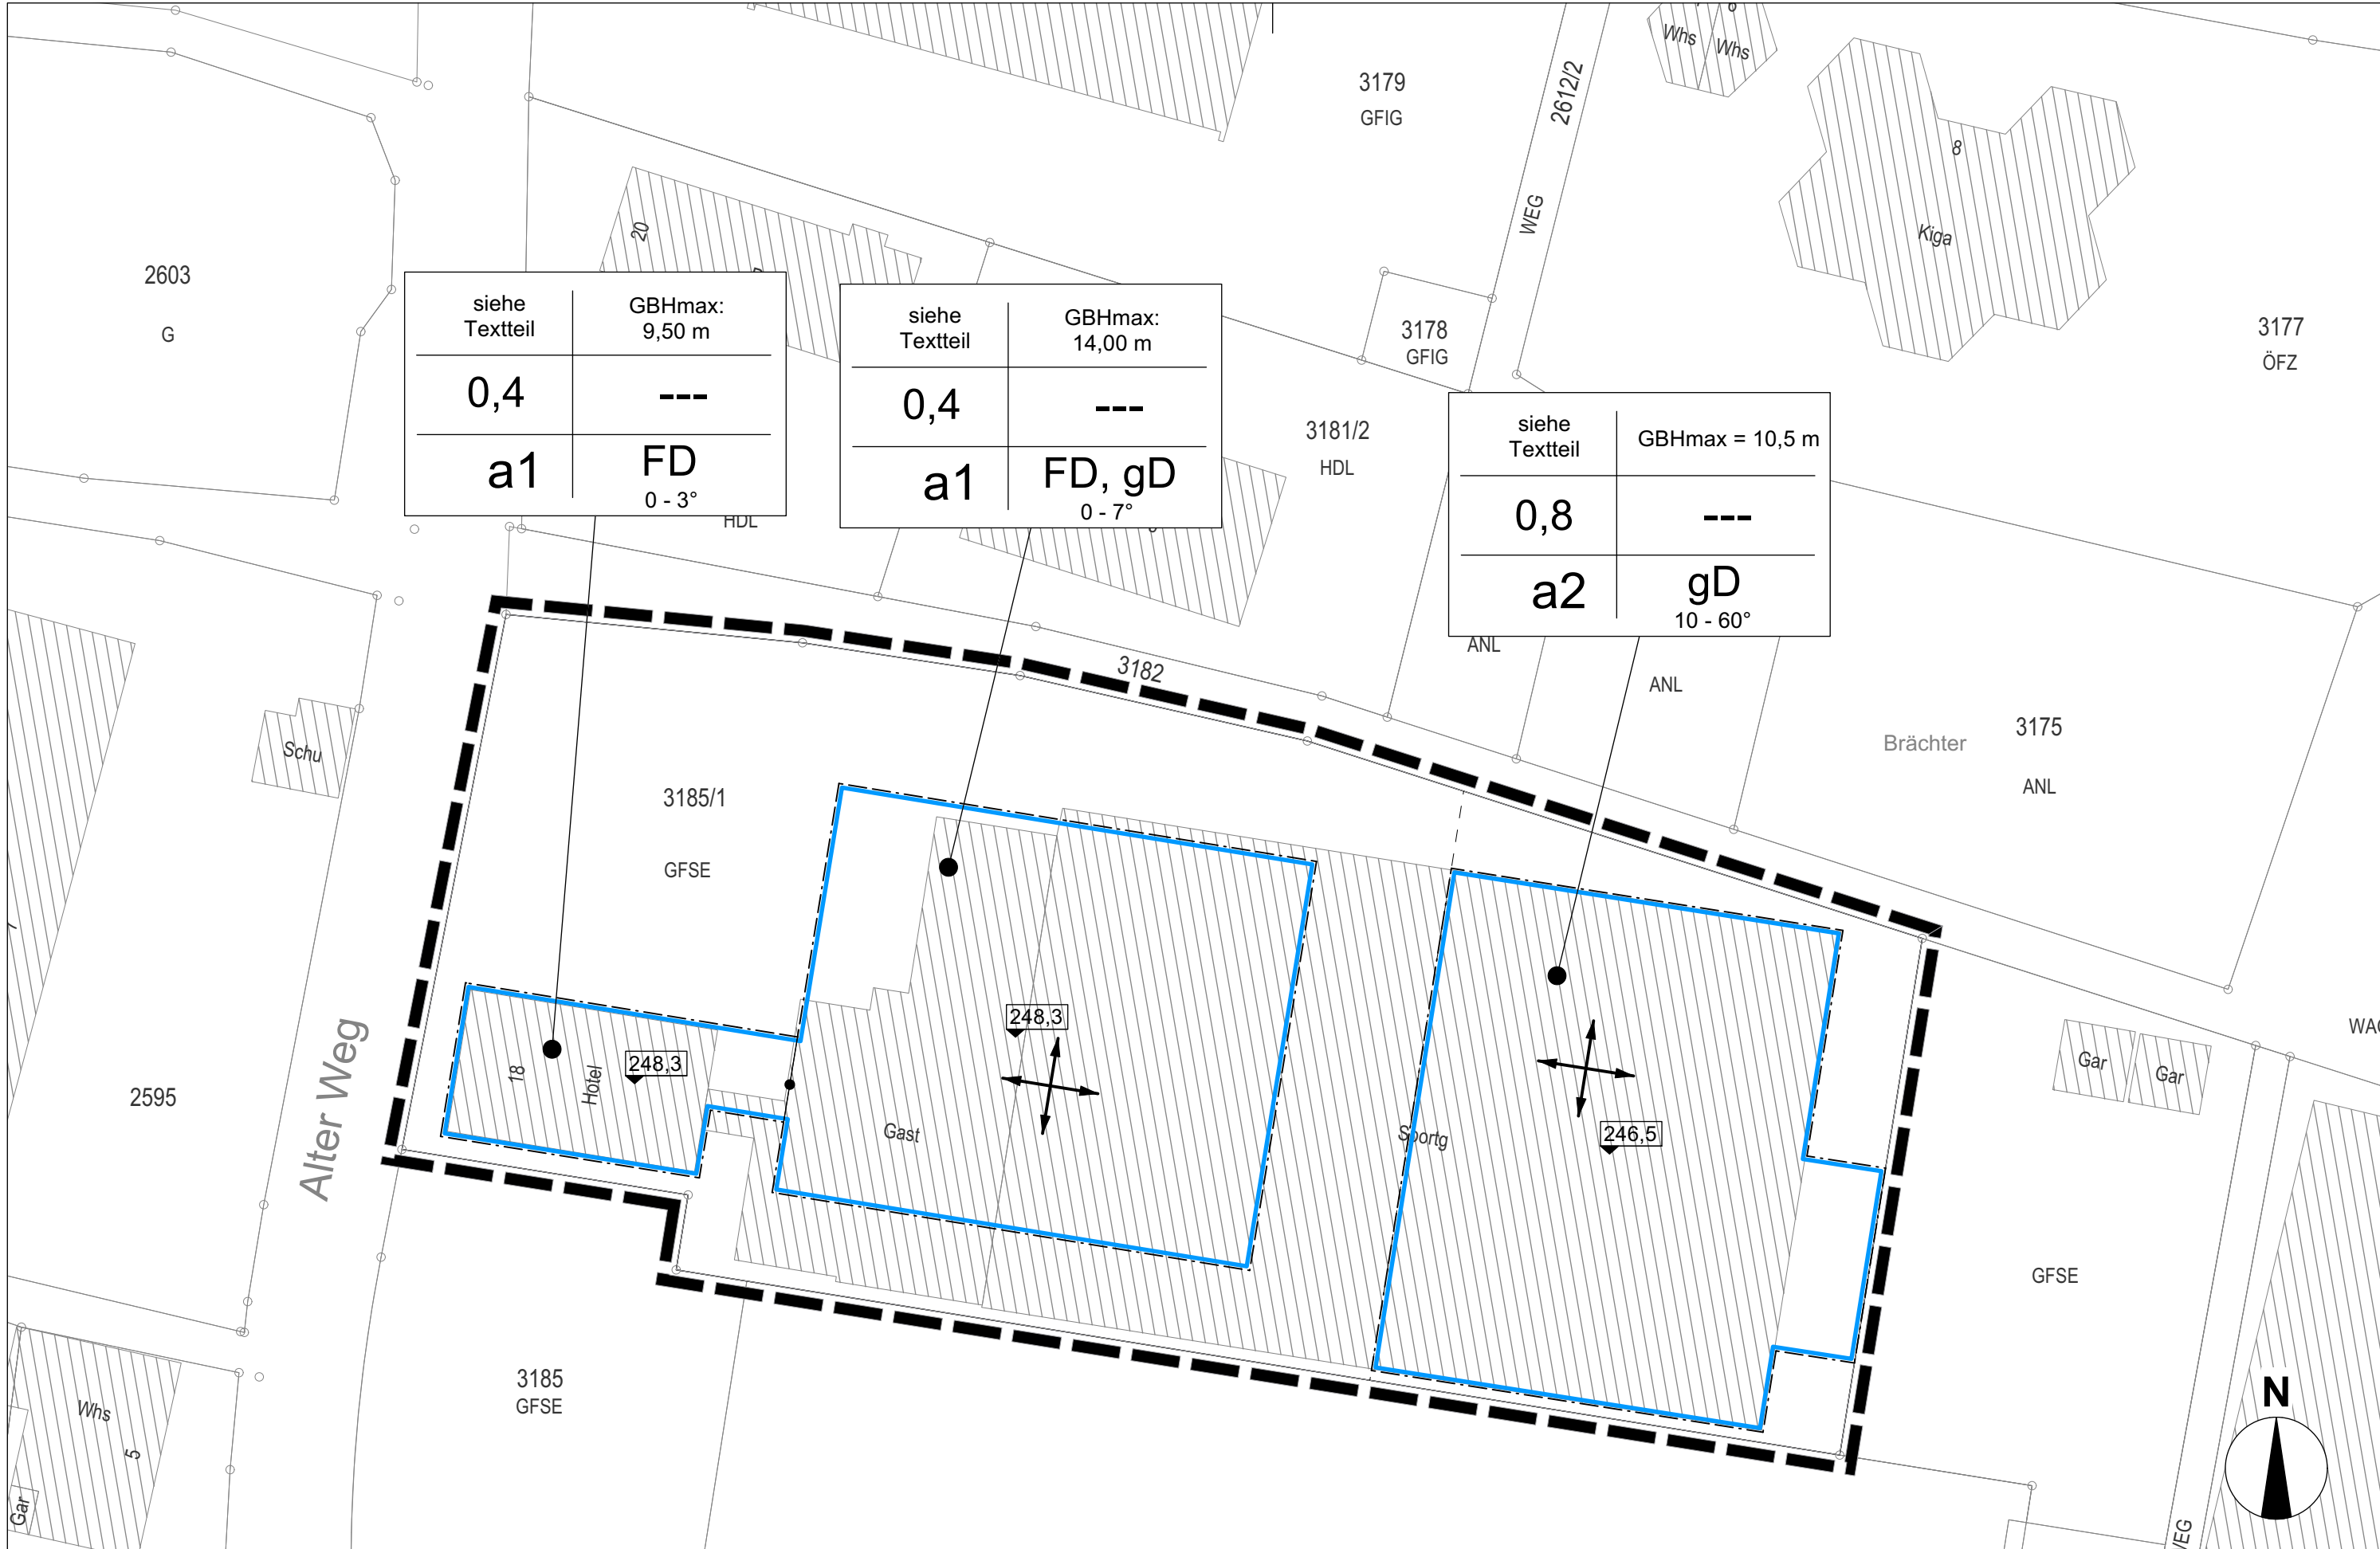 Whs
Whs
3179
GFIG
2612/2
WEG
8
Kiga
20
2603
G
3178
GFIG
3177
ÖFZ
siehe
Textteil
GBHmax:
9,50 m
0,4
---
a1
FD
0 - 3°
HDL
siehe
Textteil
GBHmax:
14,00 m
0,4
---
a1
FD, gD
0 - 7°
3181/2
HDL
siehe
Textteil
GBHmax = 10,5 m
0,8
---
a2
gD
10 - 60°
ANL
ANL
3182
Brächter
3175
ANL
Schu
3185/1
GFSE
248,3
248,3
18
Hotel
Gast
Sportg
246,5
Gar
Gar
Alter Weg
2595
GFSE
3185
GFSE
Whs
5
Gar
N